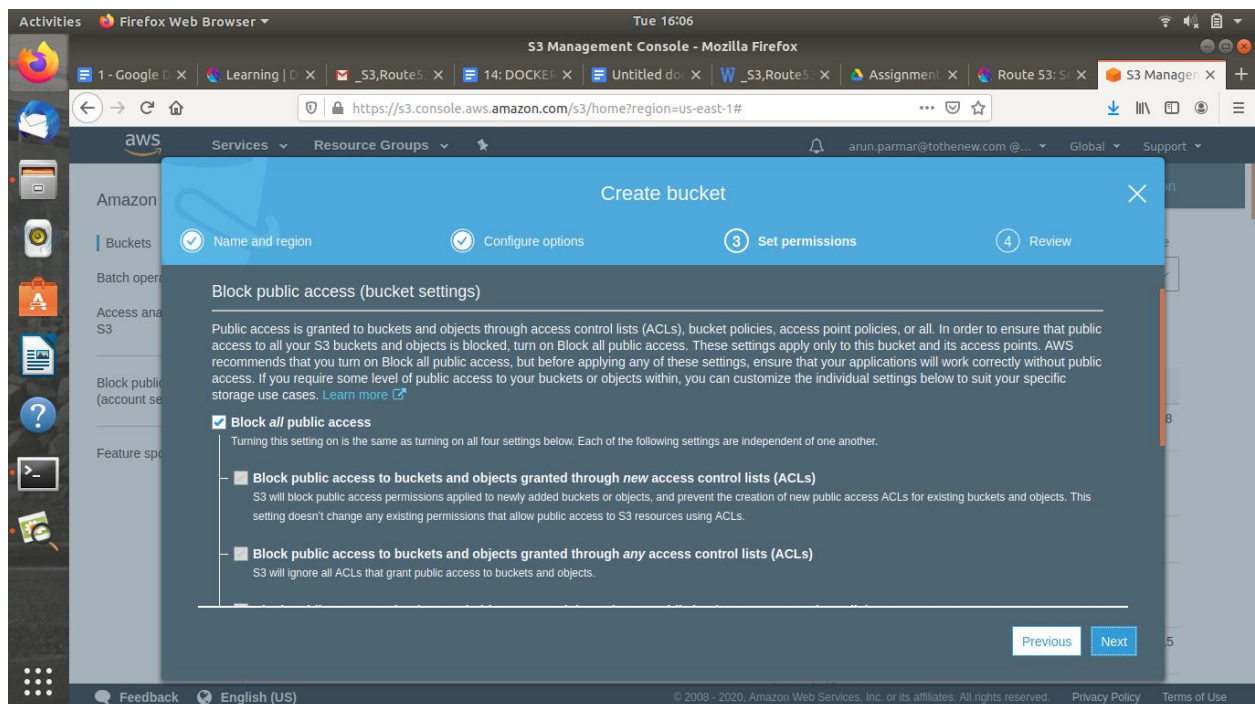 Activities Firefox Web Browser Tue 16:06
S3 Management Console - Mozilla Firefox
1 - Google D Learning | D _S3,Route5 14: DOCKER Untitled do _S3,Route5 Assignment Route 53: S S3 Managem
https://s3.console.aws.amazon.com/s3/home?region=us-east-1#
aws Services Resource Groups arun.parmar@tothenew.com @... Global Support
Create bucket
Name and region Configure options 3 Set permissions 4 Review
Amazon
Buckets
Batch opera
Access ana
S3
Block public
(account se
Feature spo
Block public access (bucket settings)
Public access is granted to buckets and objects through access control lists (ACLs), bucket policies, access point policies, or all. In order to ensure that public
access to all your S3 buckets and objects is blocked, turn on Block all public access. These settings apply only to this bucket and its access points. AWS
recommends that you turn on Block all public access, but before applying any of these settings, ensure that your applications will work correctly without public
access. If you require some level of public access to your buckets or objects within, you can customize the individual settings below to suit your specific
storage use cases. Learn more
Block all public access
Turning this setting on is the same as turning on all four settings below. Each of the following settings are independent of one another.
Block public access to buckets and objects granted through new access control lists (ACLs)
S3 will block public access permissions applied to newly added buckets or objects, and prevent the creation of new public access ACLs for existing buckets and objects. This
setting doesn't change any existing permissions that allow public access to S3 resources using ACLs.
Block public access to buckets and objects granted through any access control lists (ACLs)
S3 will ignore all ACLs that grant public access to buckets and objects.
Previous Next
Feedback English (US) © 2008 - 2020, Amazon Web Services, Inc. or its affiliates. All rights reserved. Privacy Policy Terms of Use